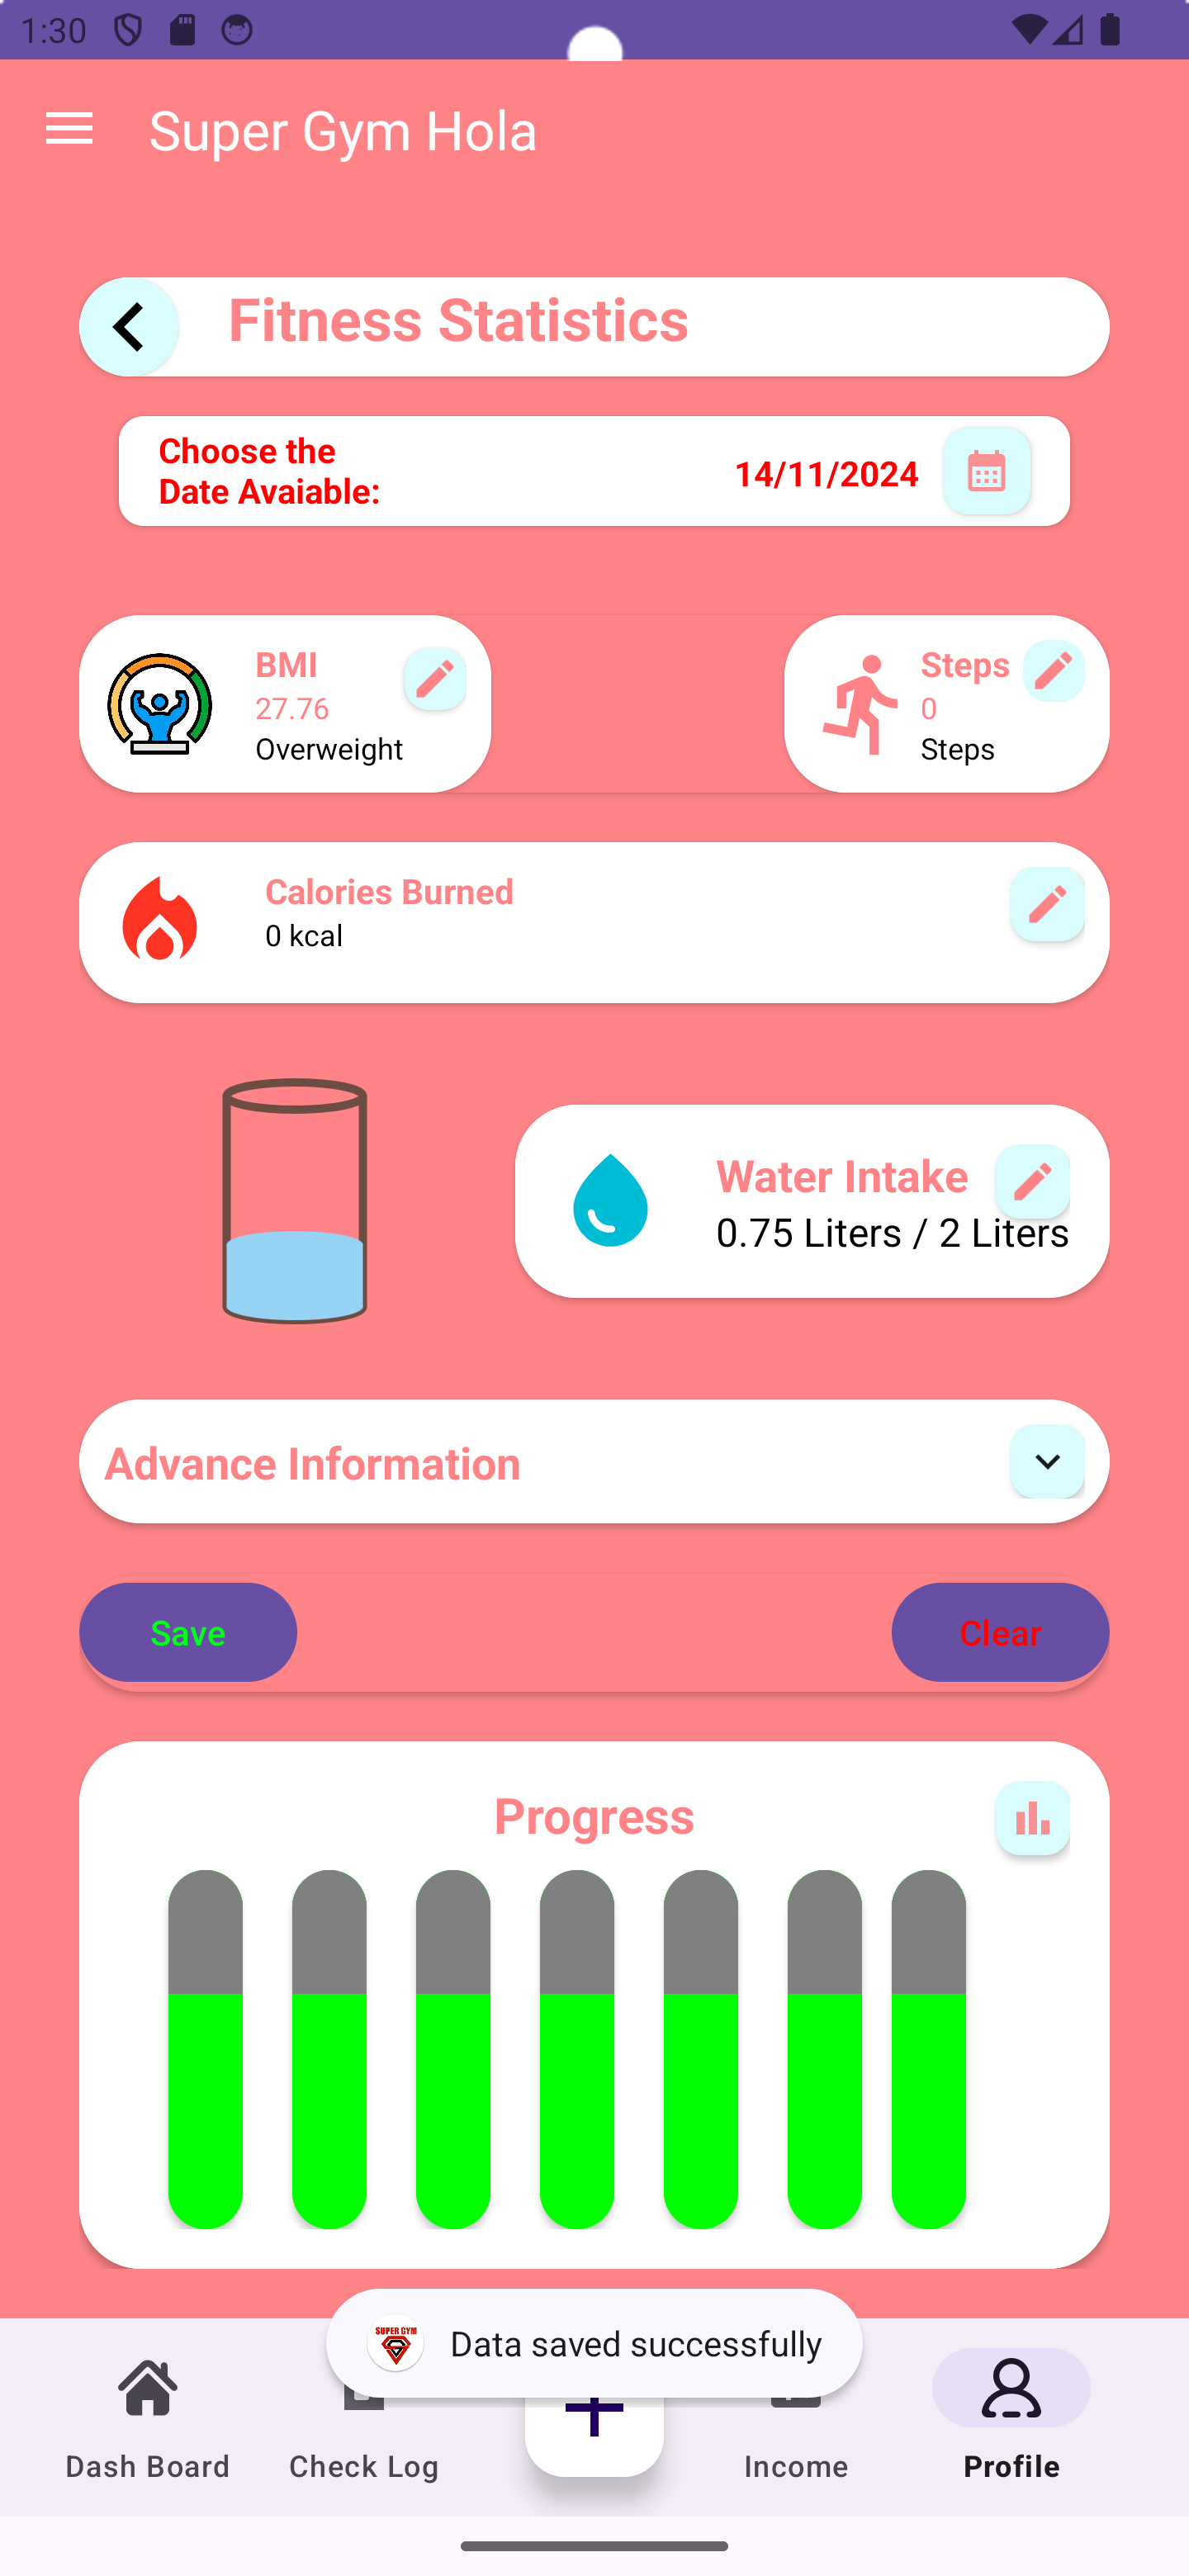 1:30
Super Gym Hola
Fitness Statistics
Choose the
Date Avaiable:
14/11/2024
BMI
27.76
Overweight
Steps
0
Steps
Calories Burned
0 kcal
Water Intake
0.75 Liters / 2 Liters
Advance Information
Save
Clear
Progress
SUPER GYM
Data saved successfully
Dash Board
Check Log
Income
Profile